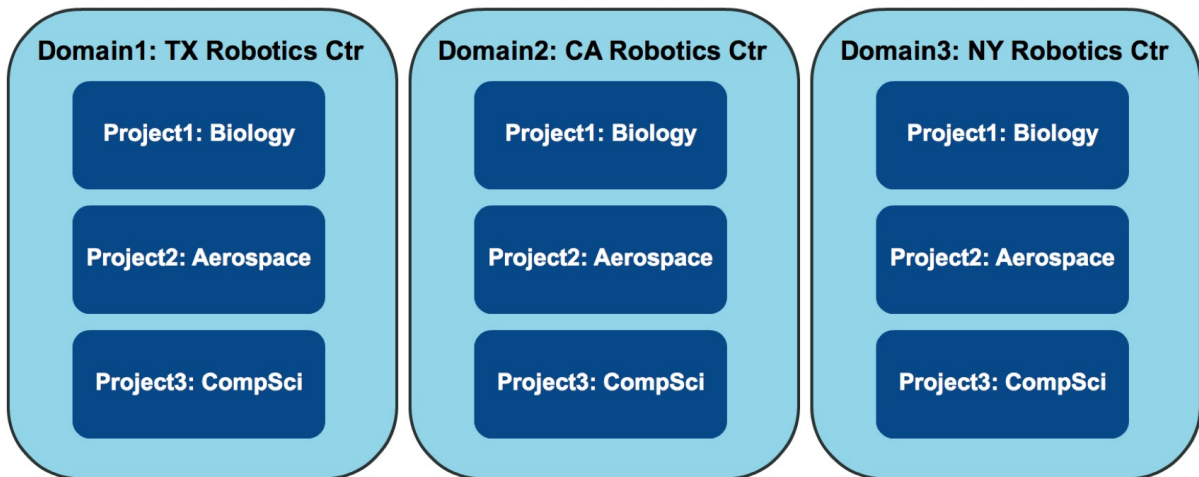 Domain1: TX Robotics Ctr
Project1: Biology
Project2: Aerospace
Project3: CompSci
Domain2: CA Robotics Ctr
Project1: Biology
Project2: Aerospace
Project3: CompSci
Domain3: NY Robotics Ctr
Project1: Biology
Project2: Aerospace
Project3: CompSci